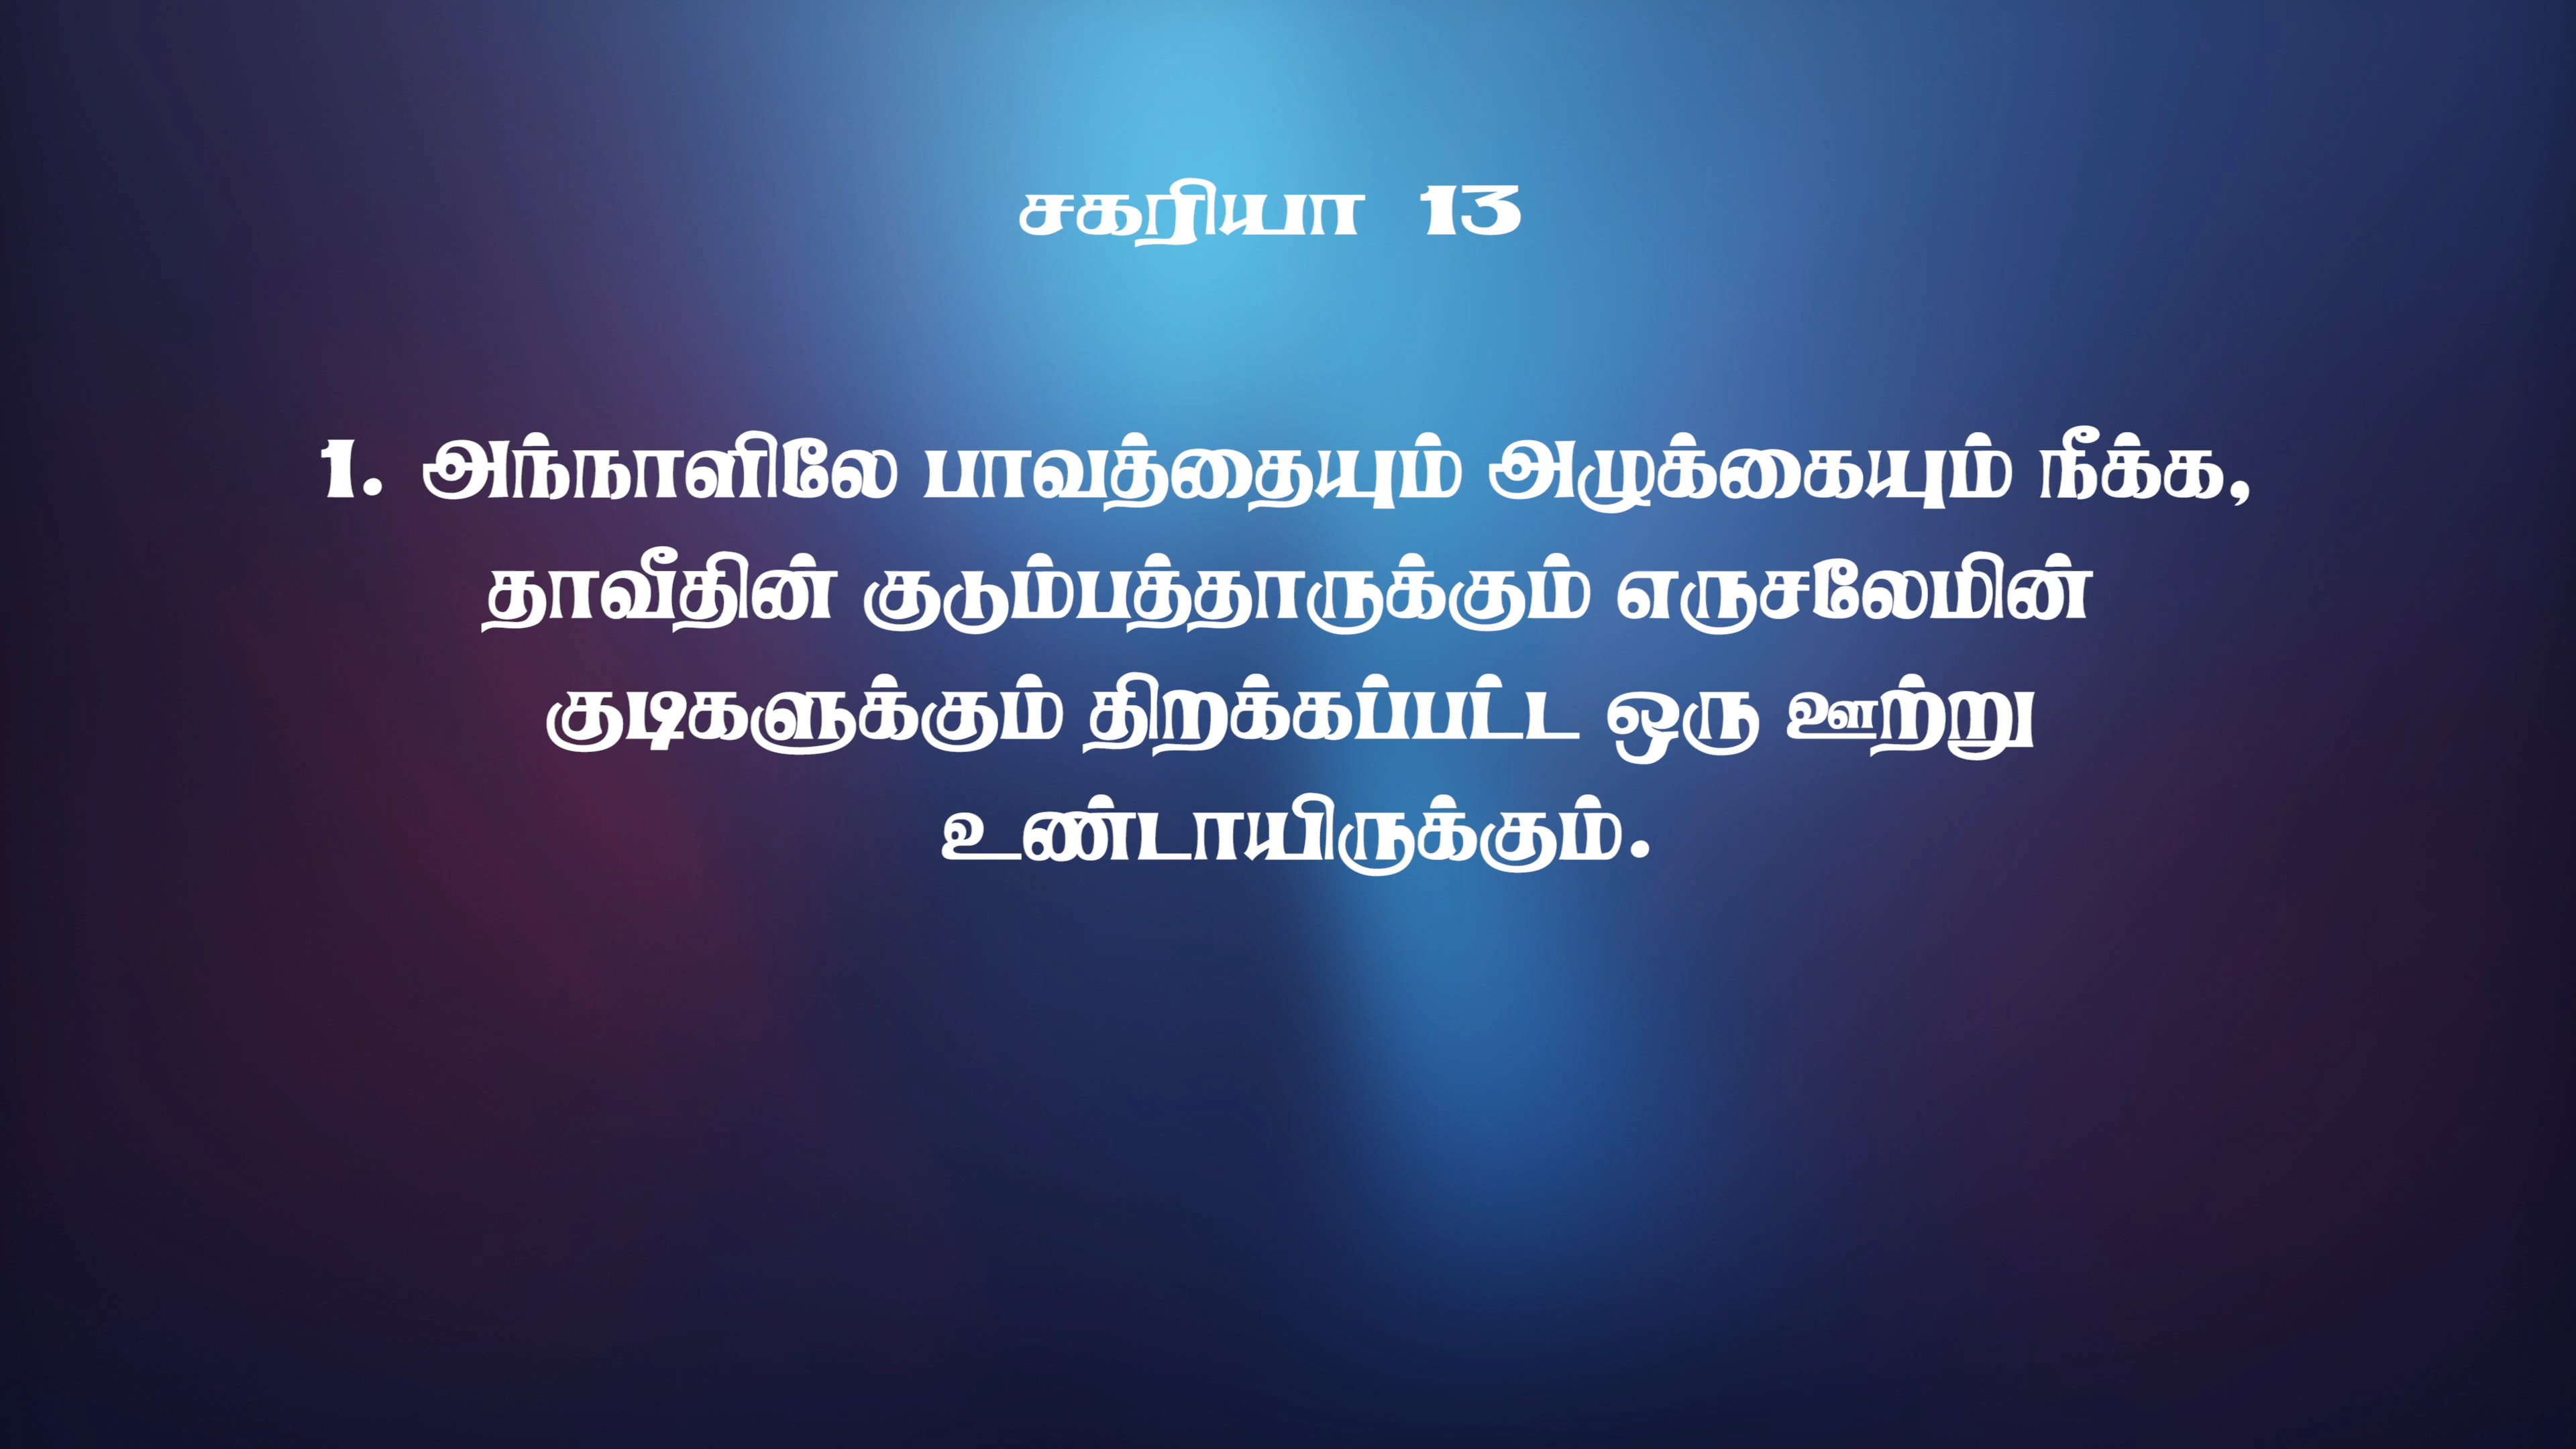 சகரியா 13
1. அந்நாளிலே பாவத்தையும் அழுக்கையும் நீக்க,
தாவீதின் குடும்பத்தாருக்கும் எருசலேமின்
குடிகளுக்கும் திறக்கப்பட்ட ஒரு ஊற்று
உண்டாயிருக்கும்.